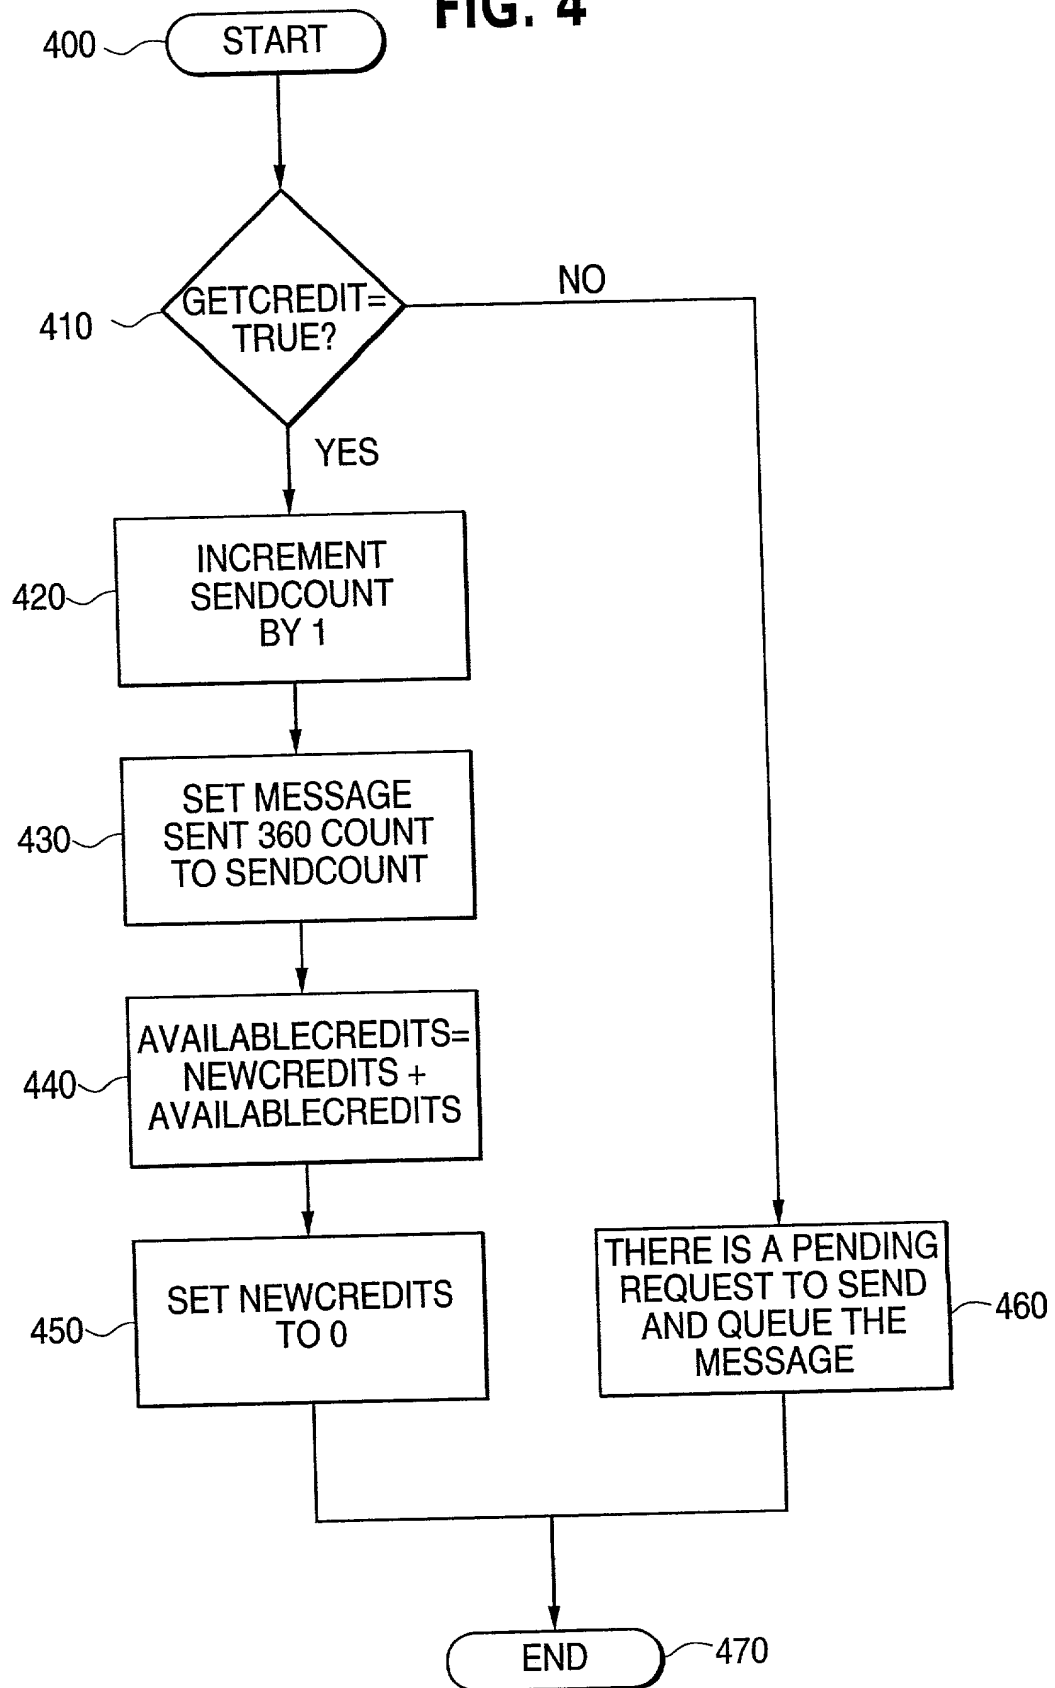 FIG. 4
400
START
410
GETCREDIT=
TRUE?
NO
YES
420
INCREMENT
SENDCOUNT
BY 1
430
SET MESSAGE
SENT 360 COUNT
TO SENDCOUNT
440
AVAILABLECREDITS=
NEWCREDITS +
AVAILABLECREDITS
450
SET NEWCREDITS
TO 0
THERE IS A PENDING
REQUEST TO SEND
AND QUEUE THE
MESSAGE
460
END
470